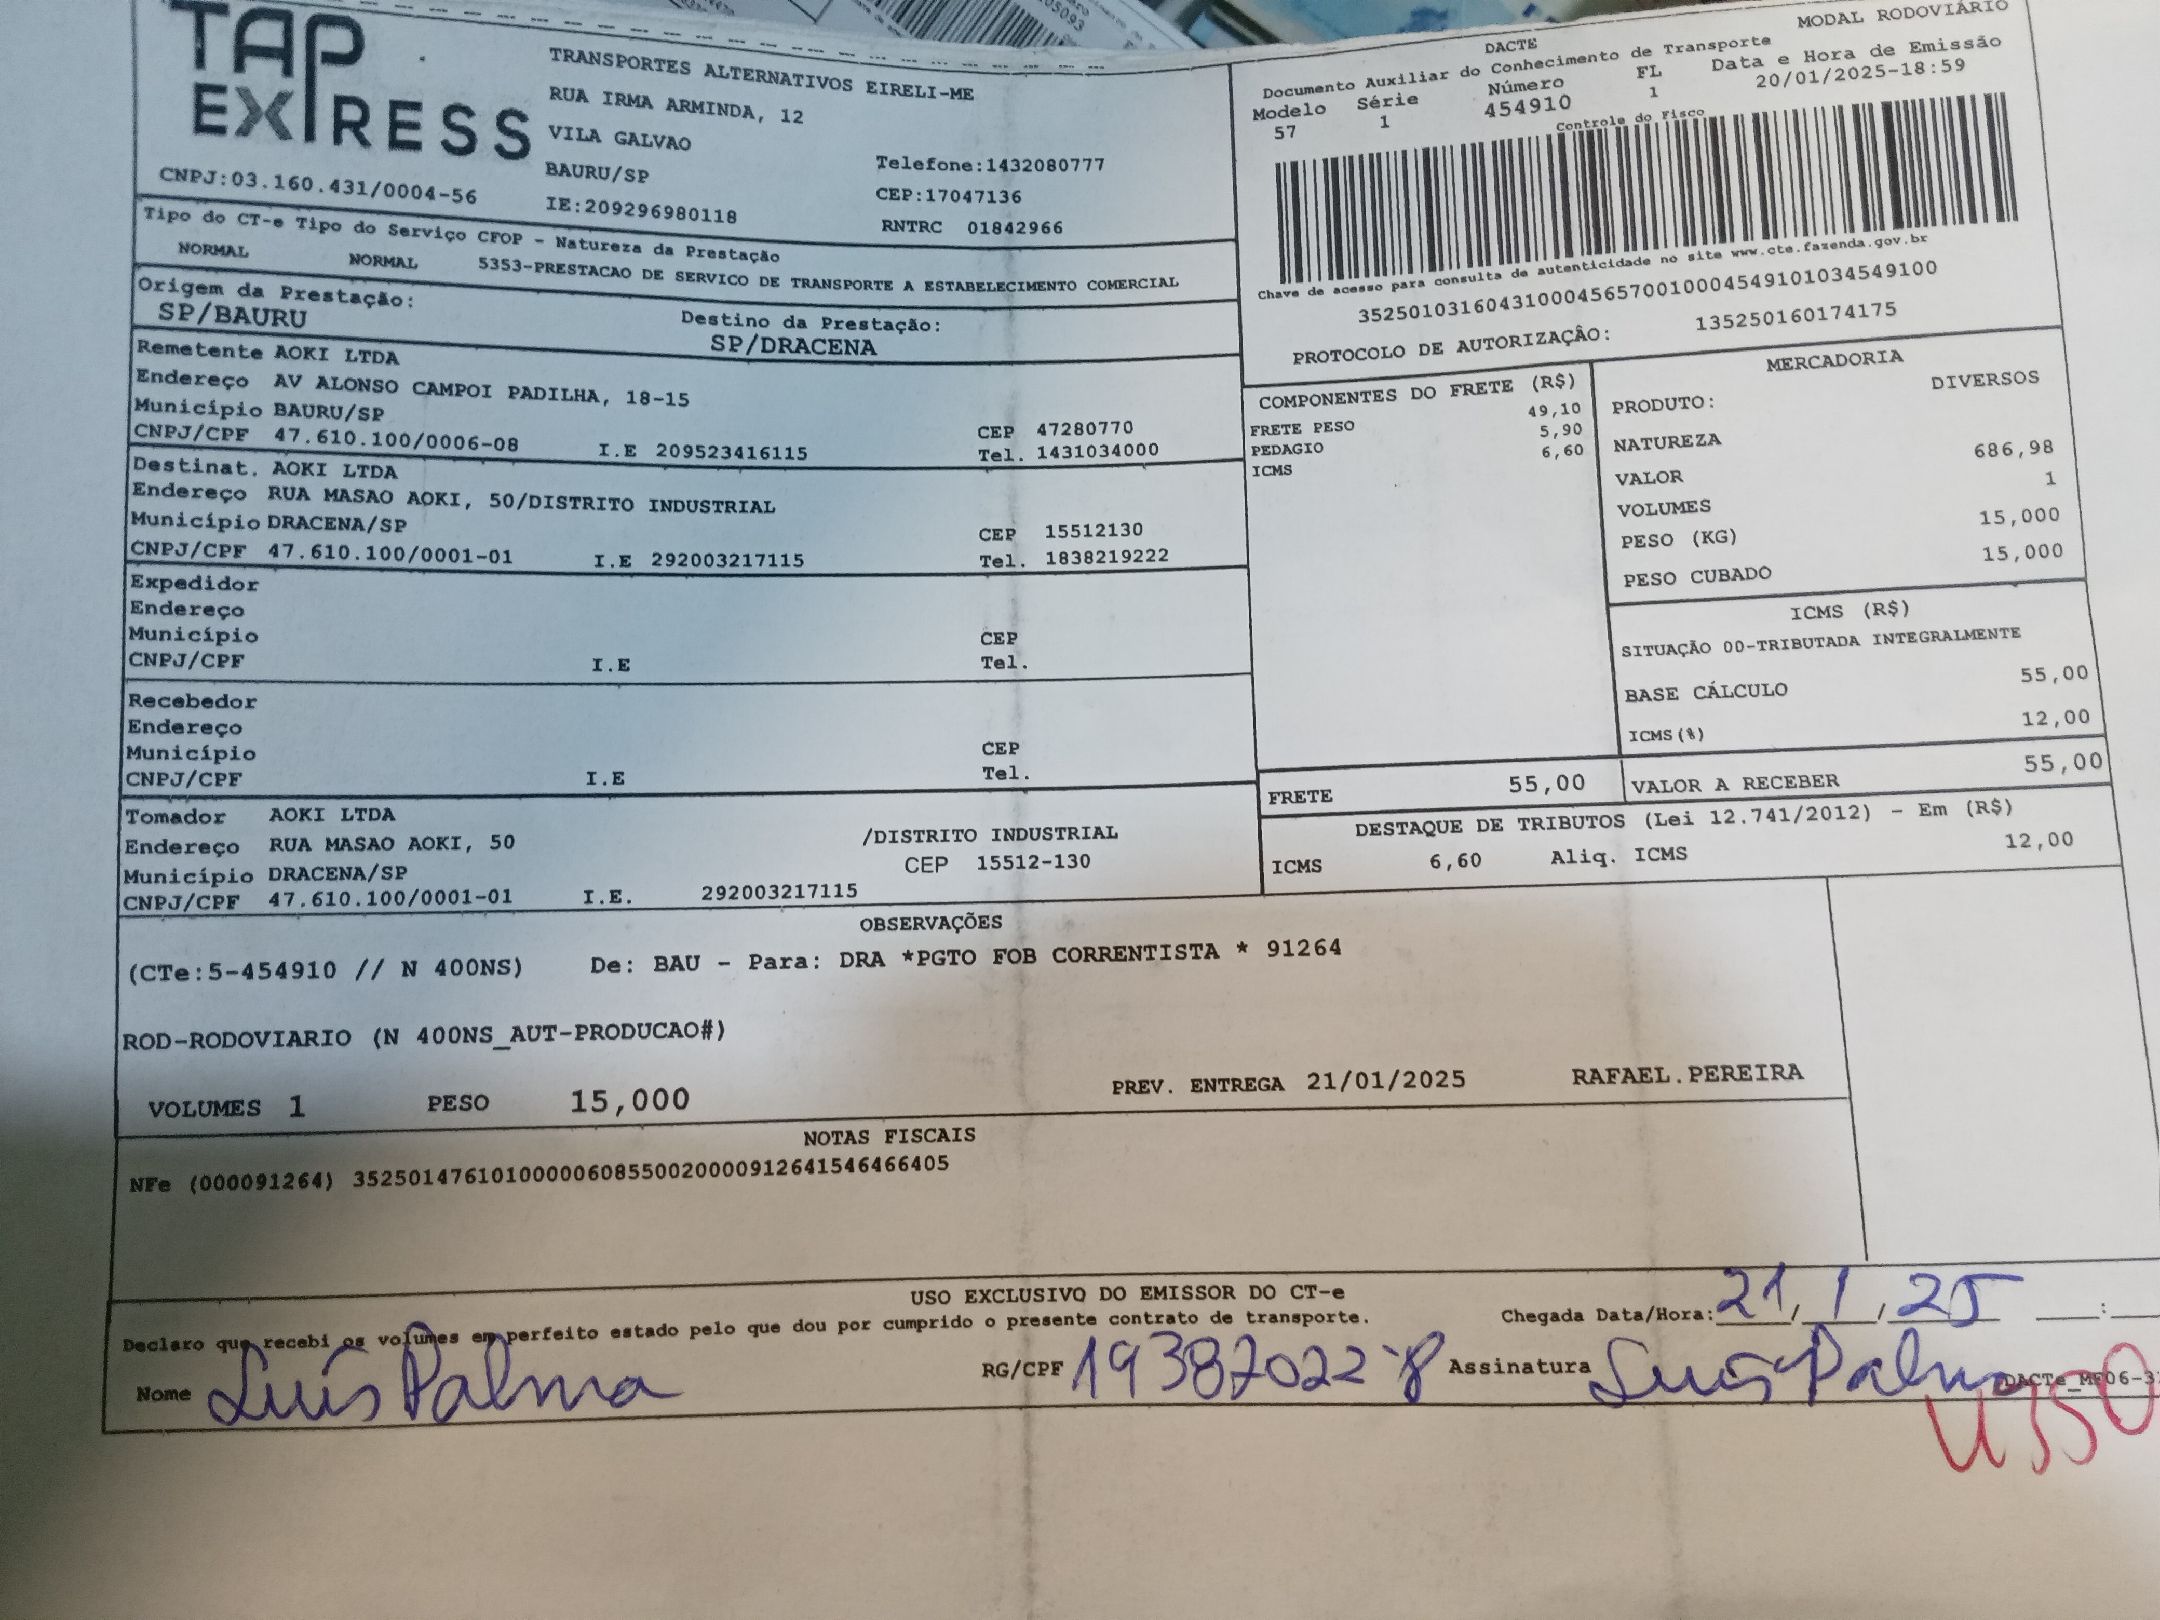 TAP
EXPRESS
CNPJ:03.160.431/0004-56
TRANSPORTES ALTERNATIVOS EIRELI-ME
RUA IRMA ARMINDA, 12
VILA GALVAO
BAURU/SP
IE:209296980118
Telefone:1432080777
CEP:17047136
RNTRC 01842966
MODAL RODOVIÁRIO
DACTE
Documento Auxiliar do Conhecimento de Transporte
Modelo Série Número FL Data e Hora de Emissão
57 1 454910 1 20/01/2025-18:59
Controle do Fisco
Chave de acesso para consulta de autenticidade no site www.cte.fazenda.gov.br
35250103160431000456570010004549101034549100
PROTOCOLO DE AUTORIZAÇÂO: 135250160174175
Tipo do CT-e Tipo do Serviço CFOP - Natureza da Prestação
NORMAL NORMAL 5353-PRESTACAO DE SERVICO DE TRANSPORTE A ESTABELECIMENTO COMERCIAL
Origem da Prestação: Destino da Prestação:
SP/BAURU SP/DRACENA
Remetente AOKI LTDA
Endereço AV ALONSO CAMPOI PADILHA, 18-15
Município BAURU/SP CEP 47280770
CNPJ/CPF 47.610.100/0006-08 I.E 209523416115 Tel. 1431034000
Destinat. AOKI LTDA
Endereço RUA MASAO AOKI, 50/DISTRITO INDUSTRIAL
Município DRACENA/SP CEP 15512130
CNPJ/CPF 47.610.100/0001-01 I.E 292003217115 Tel. 1838219222
Expedidor
Endereço
Município CEP
CNPJ/CPF I.E Tel.
Recebedor
Endereço
Município CEP
CNPJ/CPF I.E Tel.
Tomador AOKI LTDA
Endereço RUA MASAO AOKI, 50 /DISTRITO INDUSTRIAL
Município DRACENA/SP CEP 15512-130
CNPJ/CPF 47.610.100/0001-01 I.E. 292003217115
COMPONENTES DO FRETE (R$)
FRETE PESO 49,10
PEDAGIO 5,90
ICMS 6,60
MERCADORIA
PRODUTO: DIVERSOS
NATUREZA
VALOR 686,98
VOLUMES 1
PESO (KG) 15,000
PESO CUBADO 15,000
ICMS (R$)
SITUAÇÃO 00-TRIBUTADA INTEGRALMENTE
BASE CÁLCULO 55,00
ICMS(%) 12,00
FRETE 55,00 VALOR A RECEBER 55,00
DESTAQUE DE TRIBUTOS (Lei 12.741/2012) - Em (R$)
ICMS 6,60 Aliq. ICMS 12,00
OBSERVAÇÕES
(CTe:5-454910 // N 400NS) De: BAU - Para: DRA *PGTO FOB CORRENTISTA * 91264
ROD-RODOVIARIO (N 400NS_AUT-PRODUCAO#)
VOLUMES 1 PESO 15,000 PREV. ENTREGA 21/01/2025 RAFAEL.PEREIRA
NOTAS FISCAIS
NFe (000091264) 35250147610100000608550020000912641546466405
USO EXCLUSIVO DO EMISSOR DO CT-e
Declaro que recebi os volumes em perfeito estado pelo que dou por cumprido o presente contrato de transporte. Chegada Data/Hora: 21/1/25 :
Nome Luís Palma RG/CPF 19387022-8 Assinatura Luís Palma